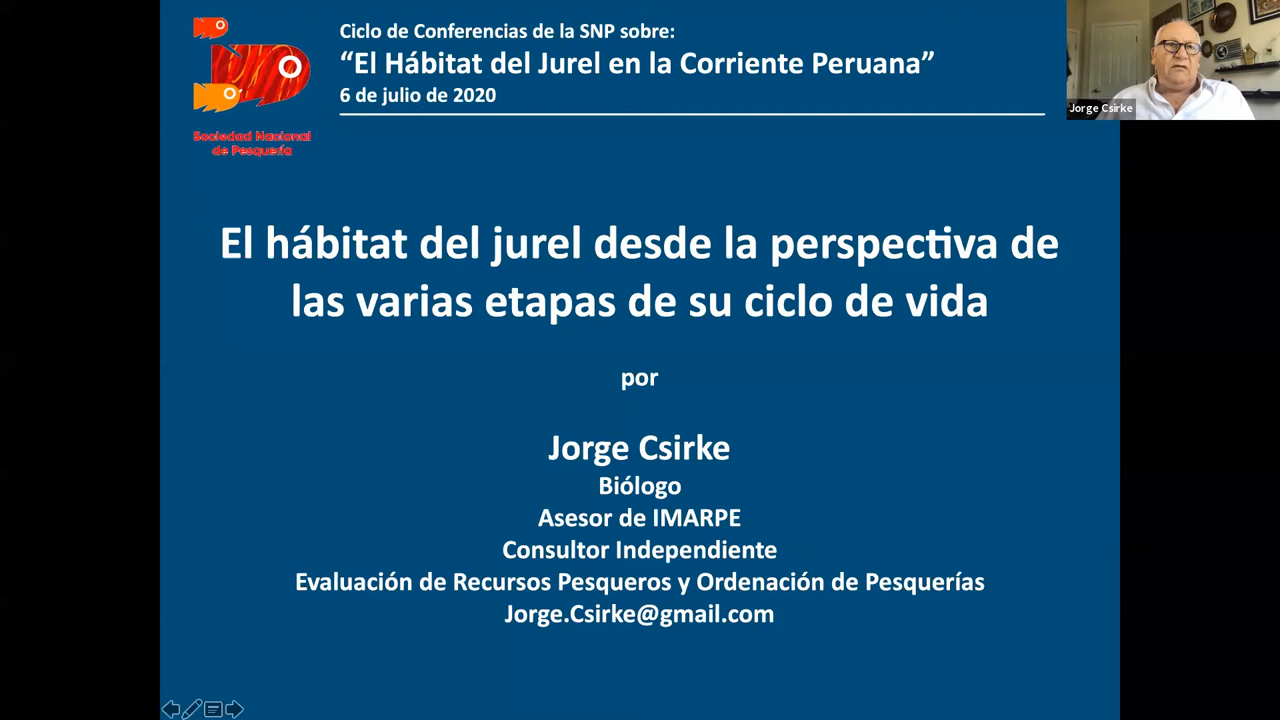 Ciclo de Conferencias de la SNP sobre:
“El Hábitat del Jurel en la Corriente Peruana”
6 de julio de 2020
Sociedad Nacional
de Pesquería
Jorge Csirke
El hábitat del jurel desde la perspectiva de
las varias etapas de su ciclo de vida
por
Jorge Csirke
Biólogo
Asesor de IMARPE
Consultor Independiente
Evaluación de Recursos Pesqueros y Ordenación de Pesquerías
Jorge.Csirke@gmail.com